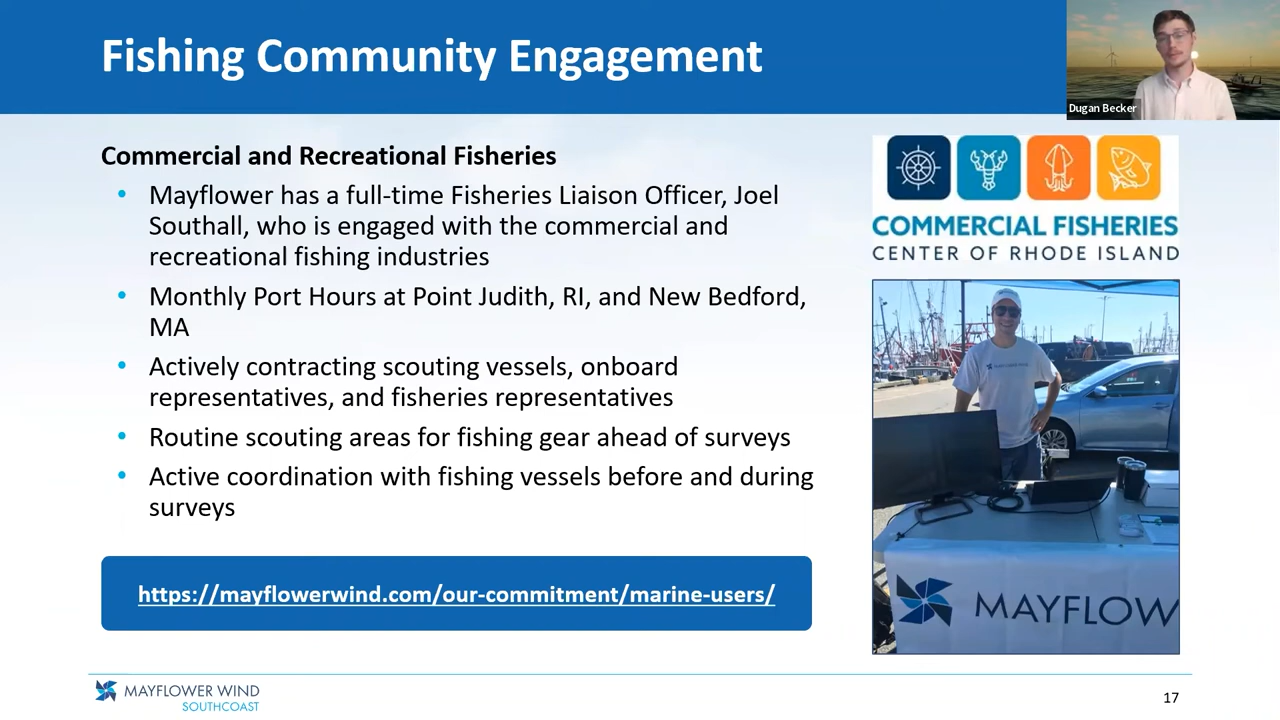 Fishing Community Engagement
Dugan Becker
Commercial and Recreational Fisheries
• Mayflower has a full-time Fisheries Liaison Officer, Joel
Southall, who is engaged with the commercial and
recreational fishing industries
• Monthly Port Hours at Point Judith, RI, and New Bedford,
MA
• Actively contracting scouting vessels, onboard
representatives, and fisheries representatives
• Routine scouting areas for fishing gear ahead of surveys
• Active coordination with fishing vessels before and during
surveys
https://mayflowerwind.com/our-commitment/marine-users/
COMMERCIAL FISHERIES
CENTER OF RHODE ISLAND
MAYFLOWER WIND
MAYFLOW
MAYFLOWER WIND
SOUTHCOAST
17